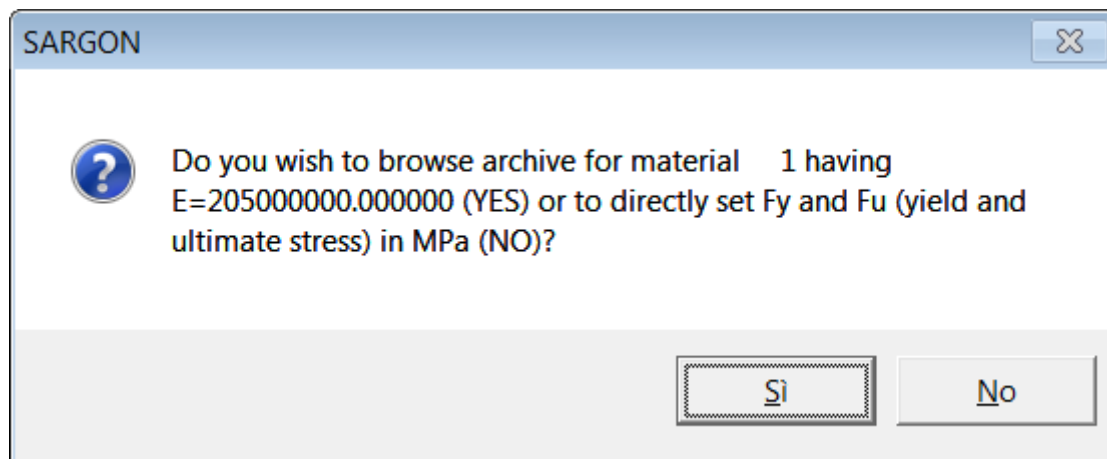 SARGON
Do you wish to browse archive for material    1 having
E=205000000.000000 (YES) or to directly set Fy and Fu (yield and
ultimate stress) in MPa (NO)?
Sì
No